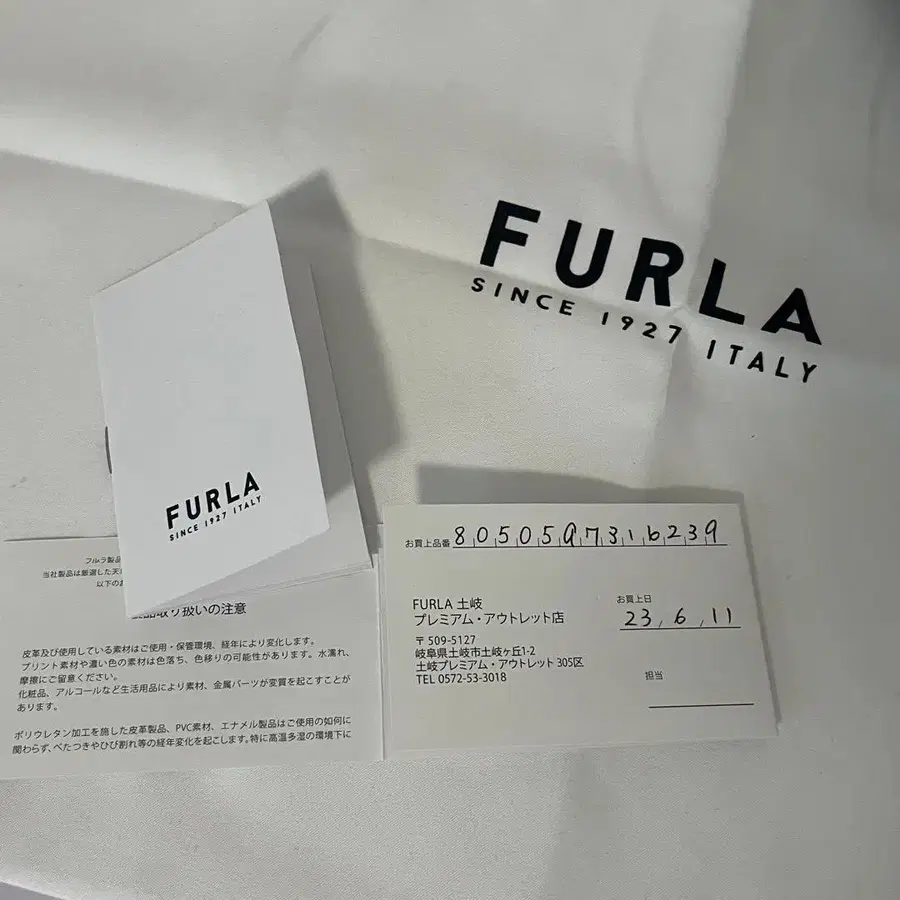 FURLA
SINCE 1927 ITALY
FURLA
SINCE 1927 ITALY
フルラ製品
当社製品は厳選した天
以下のお
製品取り扱いの注意
皮革及び使用している素材はご使用・保管環境、経年により変化します。
プリント素材や濃い色の素材は色落ち、色移りの可能性があります。水濡れ、
摩擦にご留意ください。
化粧品、アルコールなど生活用品により素材、金属パーツが変質を起こすことが
あります。
ポリウレタン加工を施した皮革製品、PVC素材、エナメル製品はご使用の如何に
関わらず、べたつきやひび割れ等の経年変化を起こします。特に高温多湿の環境下に
お買上品番 8050597316239
FURLA 土岐
プレミアム・アウトレット店
〒509-5127
岐阜県土岐市土岐ヶ丘1-2
土岐プレミアム・アウトレット 305区
TEL 0572-53-3018
お買上日
23,6,11
担当